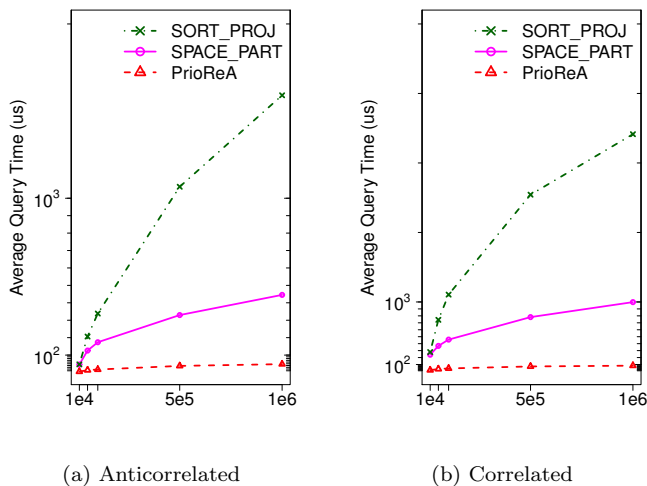 SORT_PROJ
SPACE_PART
PrioReA
Average Query Time (us)
10³
10²
1e4
5e5
1e6
(a) Anticorrelated
SORT_PROJ
SPACE_PART
PrioReA
Average Query Time (us)
10³
10²
1e4
5e5
1e6
(b) Correlated